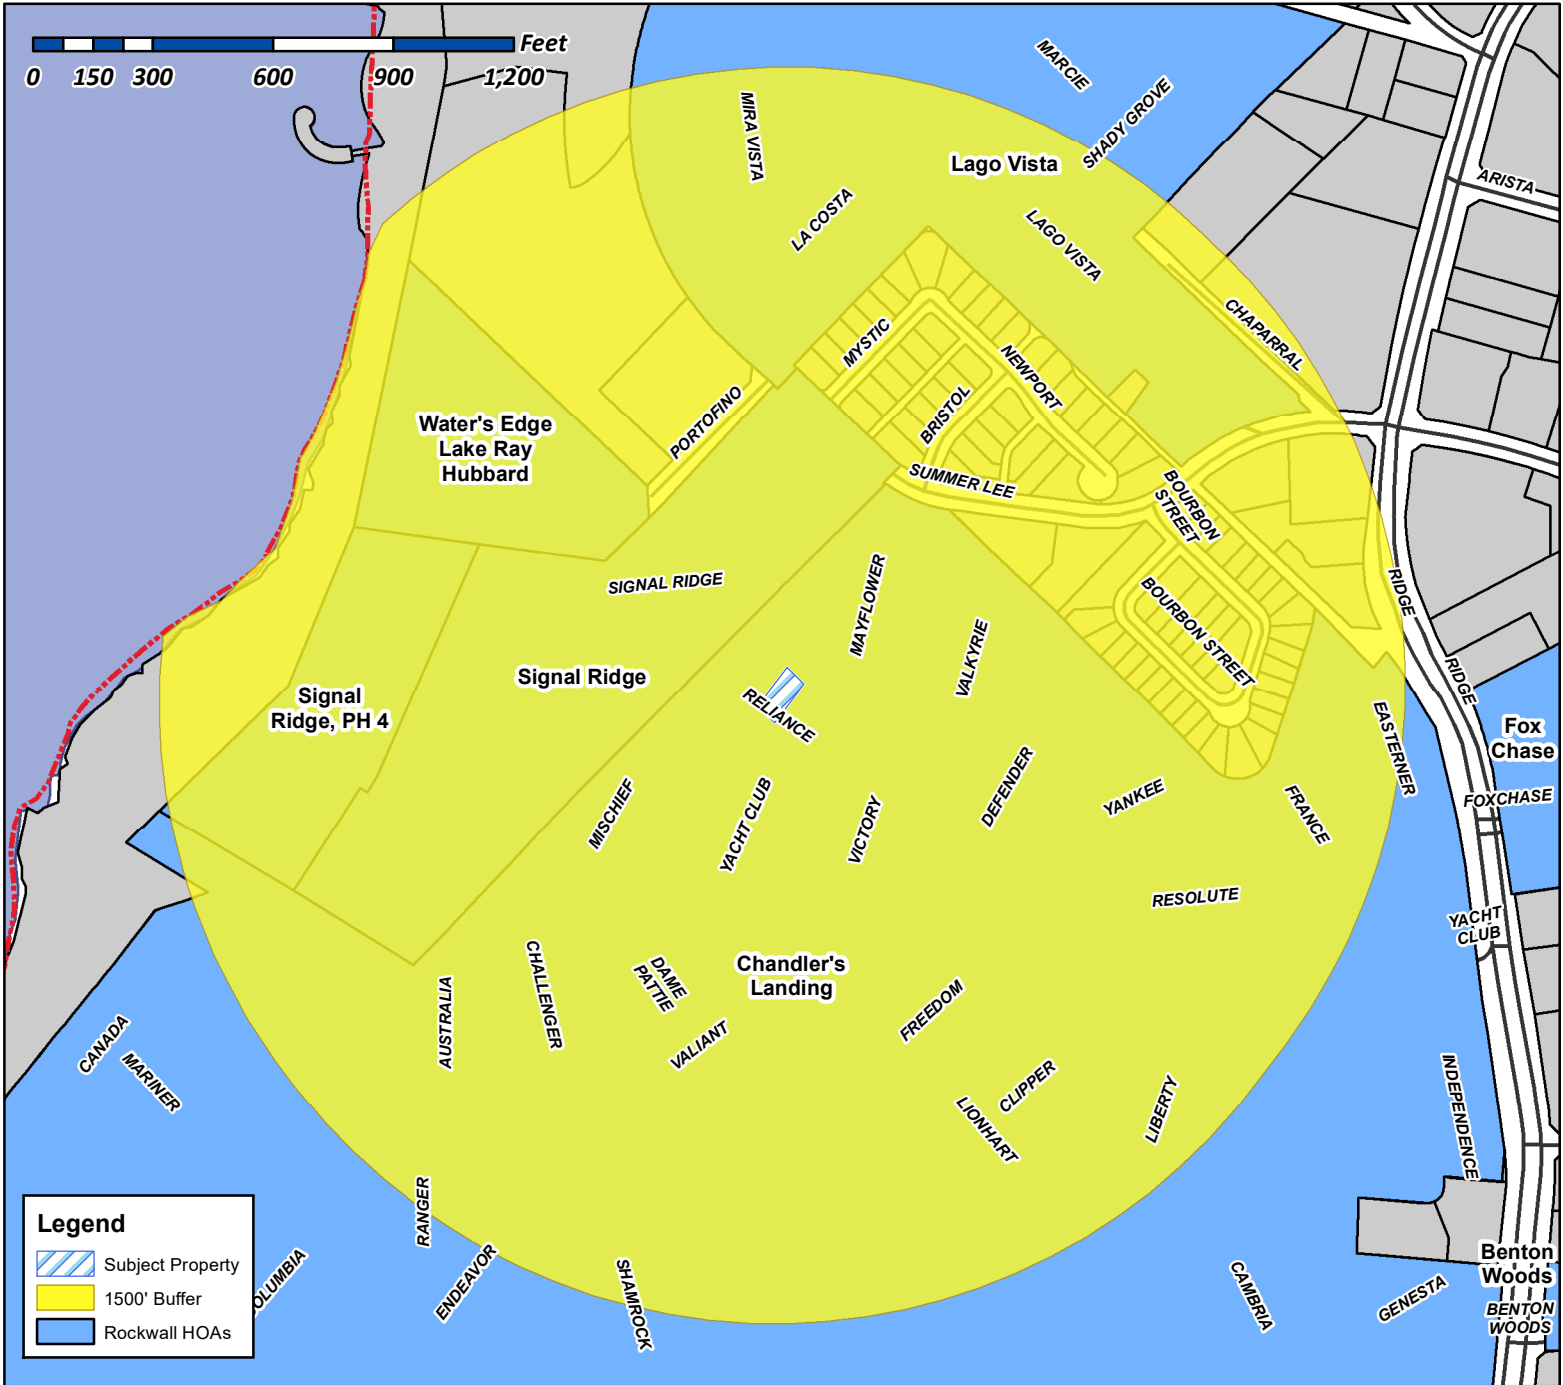 Feet
0 150 300 600 900 1,200
MARCIE
SHADY GROVE
MIRA VISTA
Lago Vista
LA COSTA
LAGO VISTA
ARISTA
CHAPARRAL
MYSTIC
NEWPORT
BRISTOL
PORTOFINO
Water's Edge
Lake Ray
Hubbard
SUMMER LEE
BOURBON
STREET
SIGNAL RIDGE
MAYFLOWER
VALKYRIE
BOURBON STREET
RIDGE
RIDGE
Signal Ridge
Signal
Ridge, PH 4
RELIANCE
EASTERNER
Fox
Chase
FOXCHASE
MISCHIEF
YACHT CLUB
VICTORY
DEFENDER
YANKEE
FRANCE
RESOLUTE
YACHT
CLUB
Chandler's
Landing
AUSTRALIA
CHALLENGER
DAME
PATTIE
VALIANT
FREEDOM
CANADA
MARINER
CLIPPER
LIONHART
LIBERTY
INDEPENDENCE
RANGER
ENDEAVOR
SHAMROCK
CAMBRIA
GENESTA
Benton
Woods
BENTON
WOODS
OLUMBIA
Legend
Subject Property
1500' Buffer
Rockwall HOAs